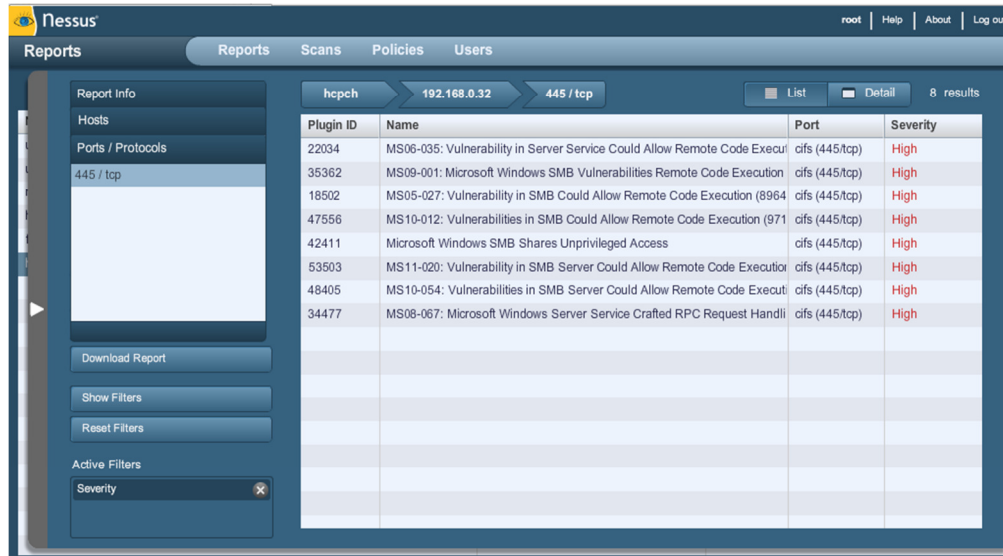 Nessus
root Help About Log ou
Reports Reports Scans Policies Users
Report Info
Hosts
Ports / Protocols
445 / tcp
Download Report
Show Filters
Reset Filters
Active Filters
Severity
hcpch 192.168.0.32 445 / tcp List Detail 8 results
Plugin ID Name Port Severity
22034 MS06-035: Vulnerability in Server Service Could Allow Remote Code Execut cifs (445/tcp) High
35362 MS09-001: Microsoft Windows SMB Vulnerabilities Remote Code Execution cifs (445/tcp) High
18502 MS05-027: Vulnerability in SMB Could Allow Remote Code Execution (8964 cifs (445/tcp) High
47556 MS10-012: Vulnerabilities in SMB Could Allow Remote Code Execution (971 cifs (445/tcp) High
42411 Microsoft Windows SMB Shares Unprivileged Access cifs (445/tcp) High
53503 MS11-020: Vulnerability in SMB Server Could Allow Remote Code Execution cifs (445/tcp) High
48405 MS10-054: Vulnerabilities in SMB Server Could Allow Remote Code Executi cifs (445/tcp) High
34477 MS08-067: Microsoft Windows Server Service Crafted RPC Request Handli cifs (445/tcp) High